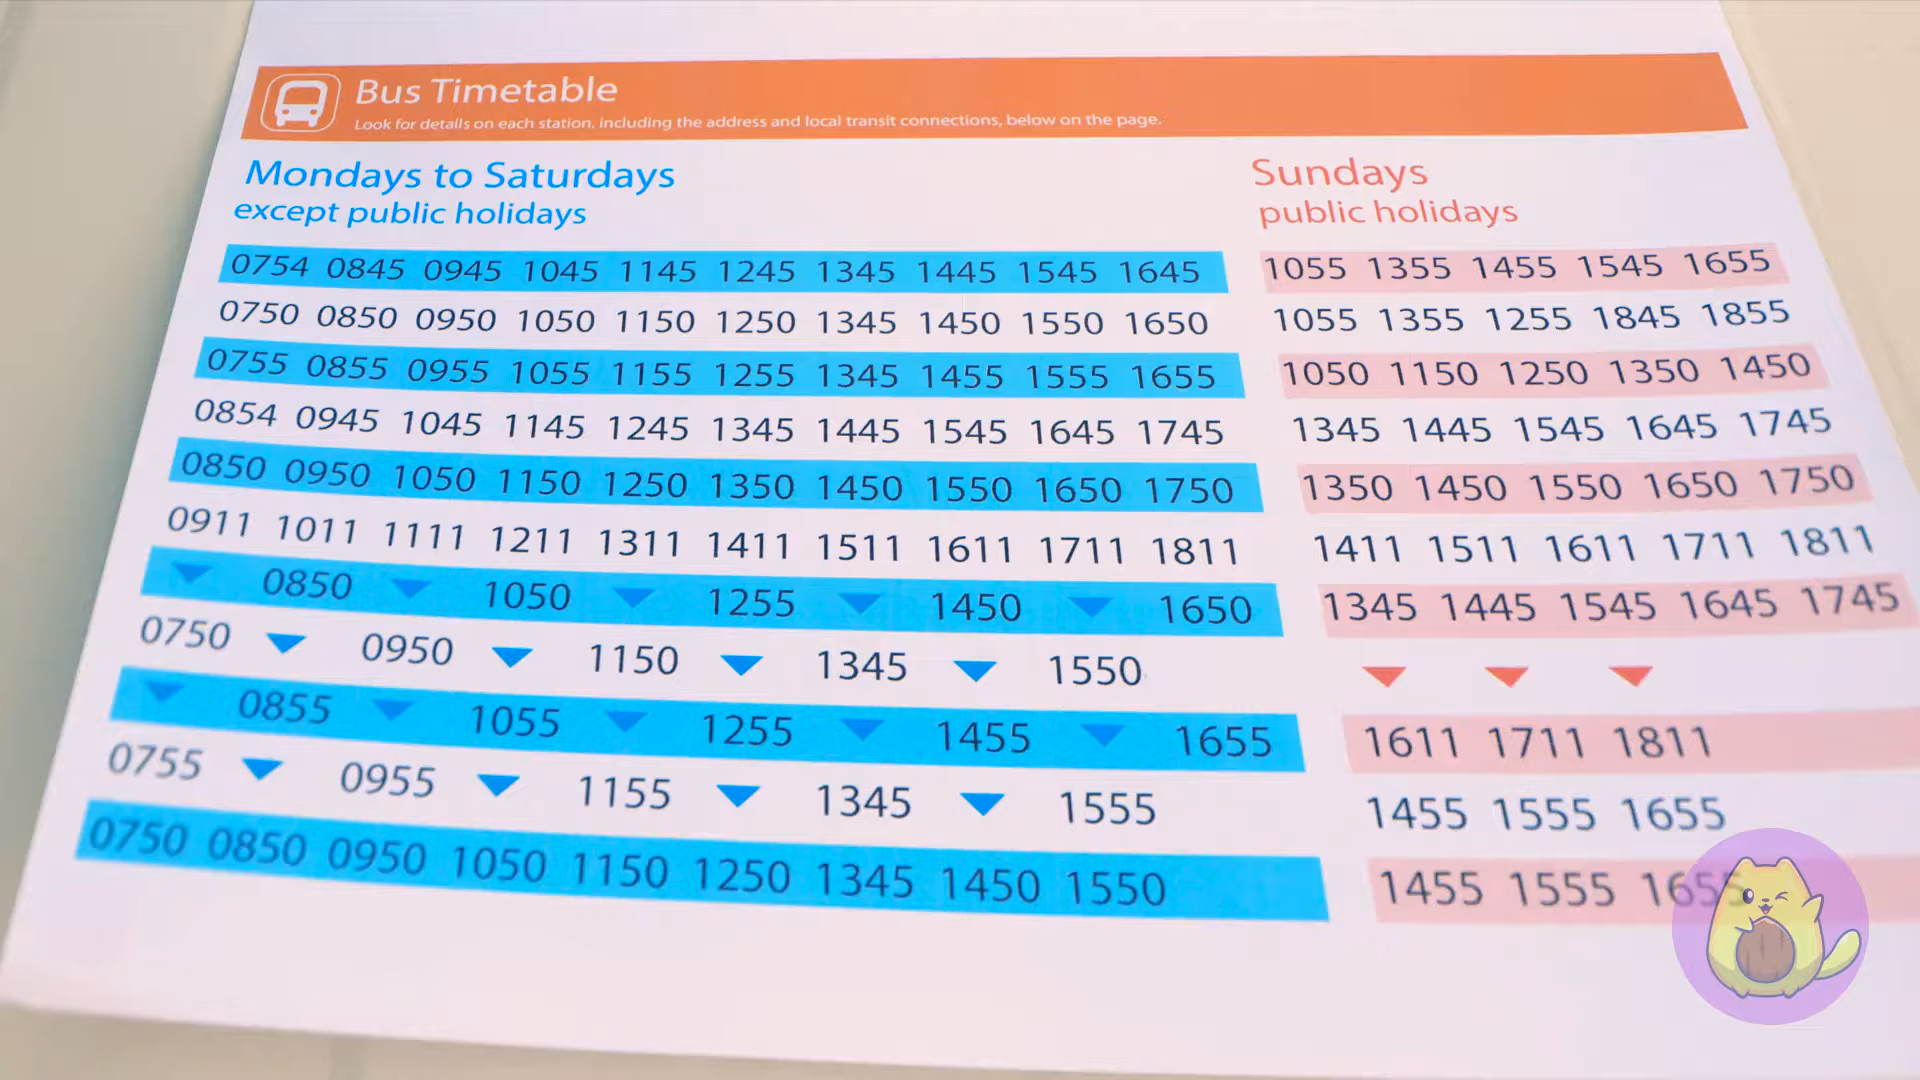 Bus Timetable
Look for details on each station, including the address and local transit connections, below on the page.
Mondays to Saturdays
except public holidays
0754 0845 0945 1045 1145 1245 1345 1445 1545 1645
0750 0850 0950 1050 1150 1250 1345 1450 1550 1650
0755 0855 0955 1055 1155 1255 1345 1455 1555 1655
0854 0945 1045 1145 1245 1345 1445 1545 1645 1745
0850 0950 1050 1150 1250 1350 1450 1550 1650 1750
0911 1011 1111 1211 1311 1411 1511 1611 1711 1811
0850 1050 1255 1450 1650
0750 0950 1150 1345 1550
0855 1055 1255 1455 1655
0755 0955 1155 1345 1555
0750 0850 0950 1050 1150 1250 1345 1450 1550
Sundays
public holidays
1055 1355 1455 1545 1655
1055 1355 1255 1845 1855
1050 1150 1250 1350 1450
1345 1445 1545 1645 1745
1350 1450 1550 1650 1750
1411 1511 1611 1711 1811
1345 1445 1545 1645 1745
1611 1711 1811
1455 1555 1655
1455 1555 1655